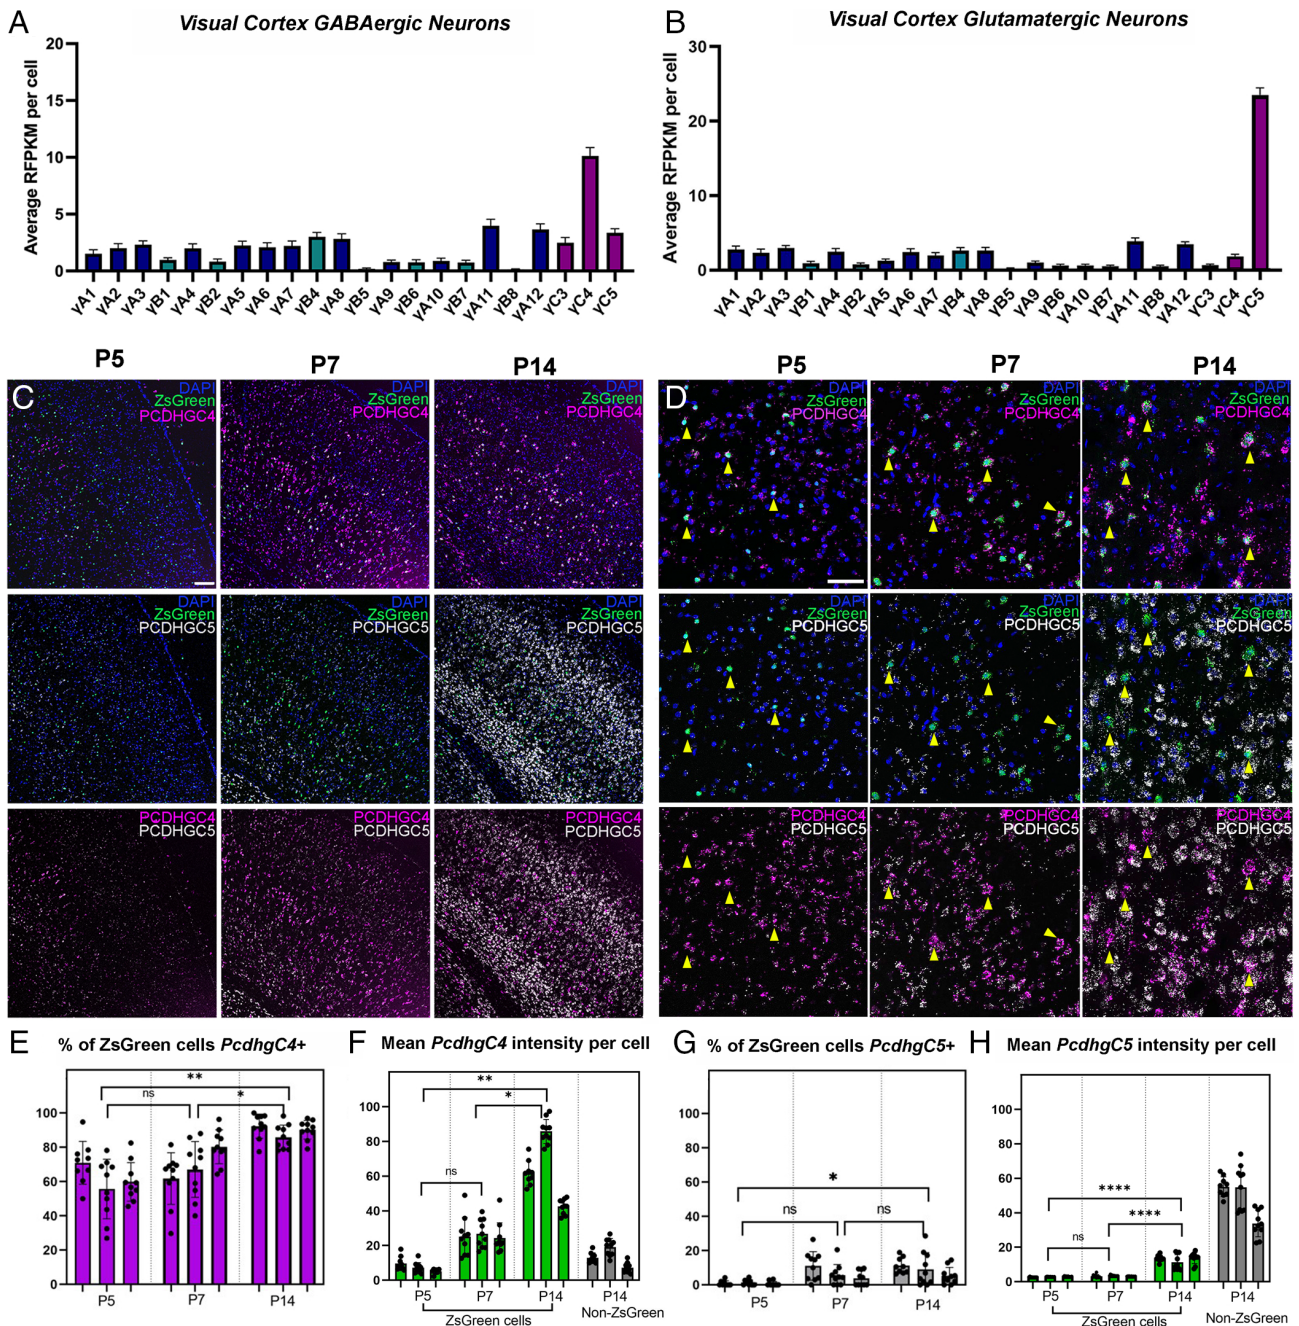 A
Visual Cortex GABAergic Neurons
Average RFPKM per cell
20
15
10
5
0
γA1 γA2 γA3 γB1 γA4 γB2 γA5 γA6 γA7 γB4 γA8 γB5 γA9 γB6 γA10 γB7 γA11 γB8 γA12 γC3 γC4 γC5
B
Visual Cortex Glutamatergic Neurons
Average RFPKM per cell
30
20
10
0
γA1 γA2 γA3 γB1 γA4 γB2 γA5 γA6 γA7 γB4 γA8 γB5 γA9 γB6 γA10 γB7 γA11 γB8 γA12 γC3 γC4 γC5
P5 P7 P14
C
DAPI
ZsGreen
PCDHGC4
DAPI
ZsGreen
PCDHGC4
DAPI
ZsGreen
PCDHGC4
DAPI
ZsGreen
PCDHGC5
DAPI
ZsGreen
PCDHGC5
DAPI
ZsGreen
PCDHGC5
PCDHGC4
PCDHGC5
PCDHGC4
PCDHGC5
PCDHGC4
PCDHGC5
P5 P7 P14
D
DAPI
ZsGreen
PCDHGC4
DAPI
ZsGreen
PCDHGC4
DAPI
ZsGreen
PCDHGC4
DAPI
ZsGreen
PCDHGC5
DAPI
ZsGreen
PCDHGC5
DAPI
ZsGreen
PCDHGC5
PCDHGC4
PCDHGC5
PCDHGC4
PCDHGC5
PCDHGC4
PCDHGC5
E
% of ZsGreen cells PcdhgC4+
**
ns *
100
80
60
40
20
0
P5 P7 P14
F
Mean PcdhgC4 intensity per cell
**
*
ns
100
80
60
40
20
0
P5 P7 P14 P14
ZsGreen cells Non-ZsGreen
G
% of ZsGreen cells PcdhgC5+
*
ns ns
100
80
60
40
20
0
P5 P7 P14
H
Mean PcdhgC5 intensity per cell
****
****
ns
100
80
60
40
20
0
P5 P7 P14 P14
ZsGreen cells Non-ZsGreen